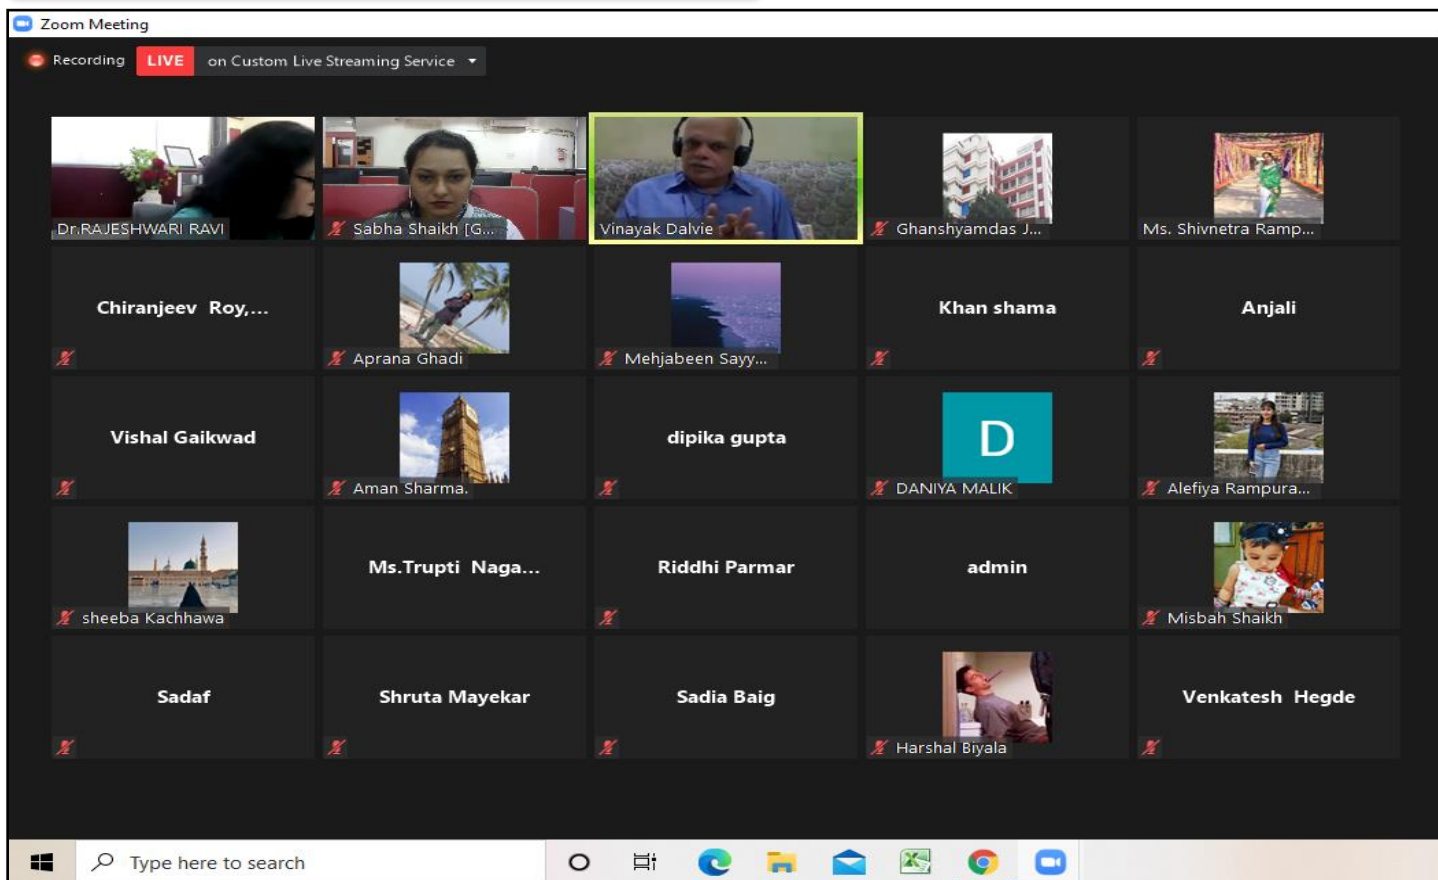 Zoom Meeting
Recording LIVE on Custom Live Streaming Service
Dr.RAJESHWARI RAVI
Sabha Shaikh [G...
Vinayak Dalvie
Ghanshyamdas J...
Ms. Shivnetra Ramp...
Chiranjeev Roy,...
Aprana Ghadi
Mehjabeen Sayy...
Khan shama
Anjali
Vishal Gaikwad
Aman Sharma.
dipika gupta
D
DANIYA MALIK
Alefiya Rampura...
sheeba Kachhawa
Ms.Trupti Naga...
Riddhi Parmar
admin
Misbah Shaikh
Sadaf
Shruta Mayekar
Sadia Baig
Harshal Biyala
Venkatesh Hegde
Type here to search